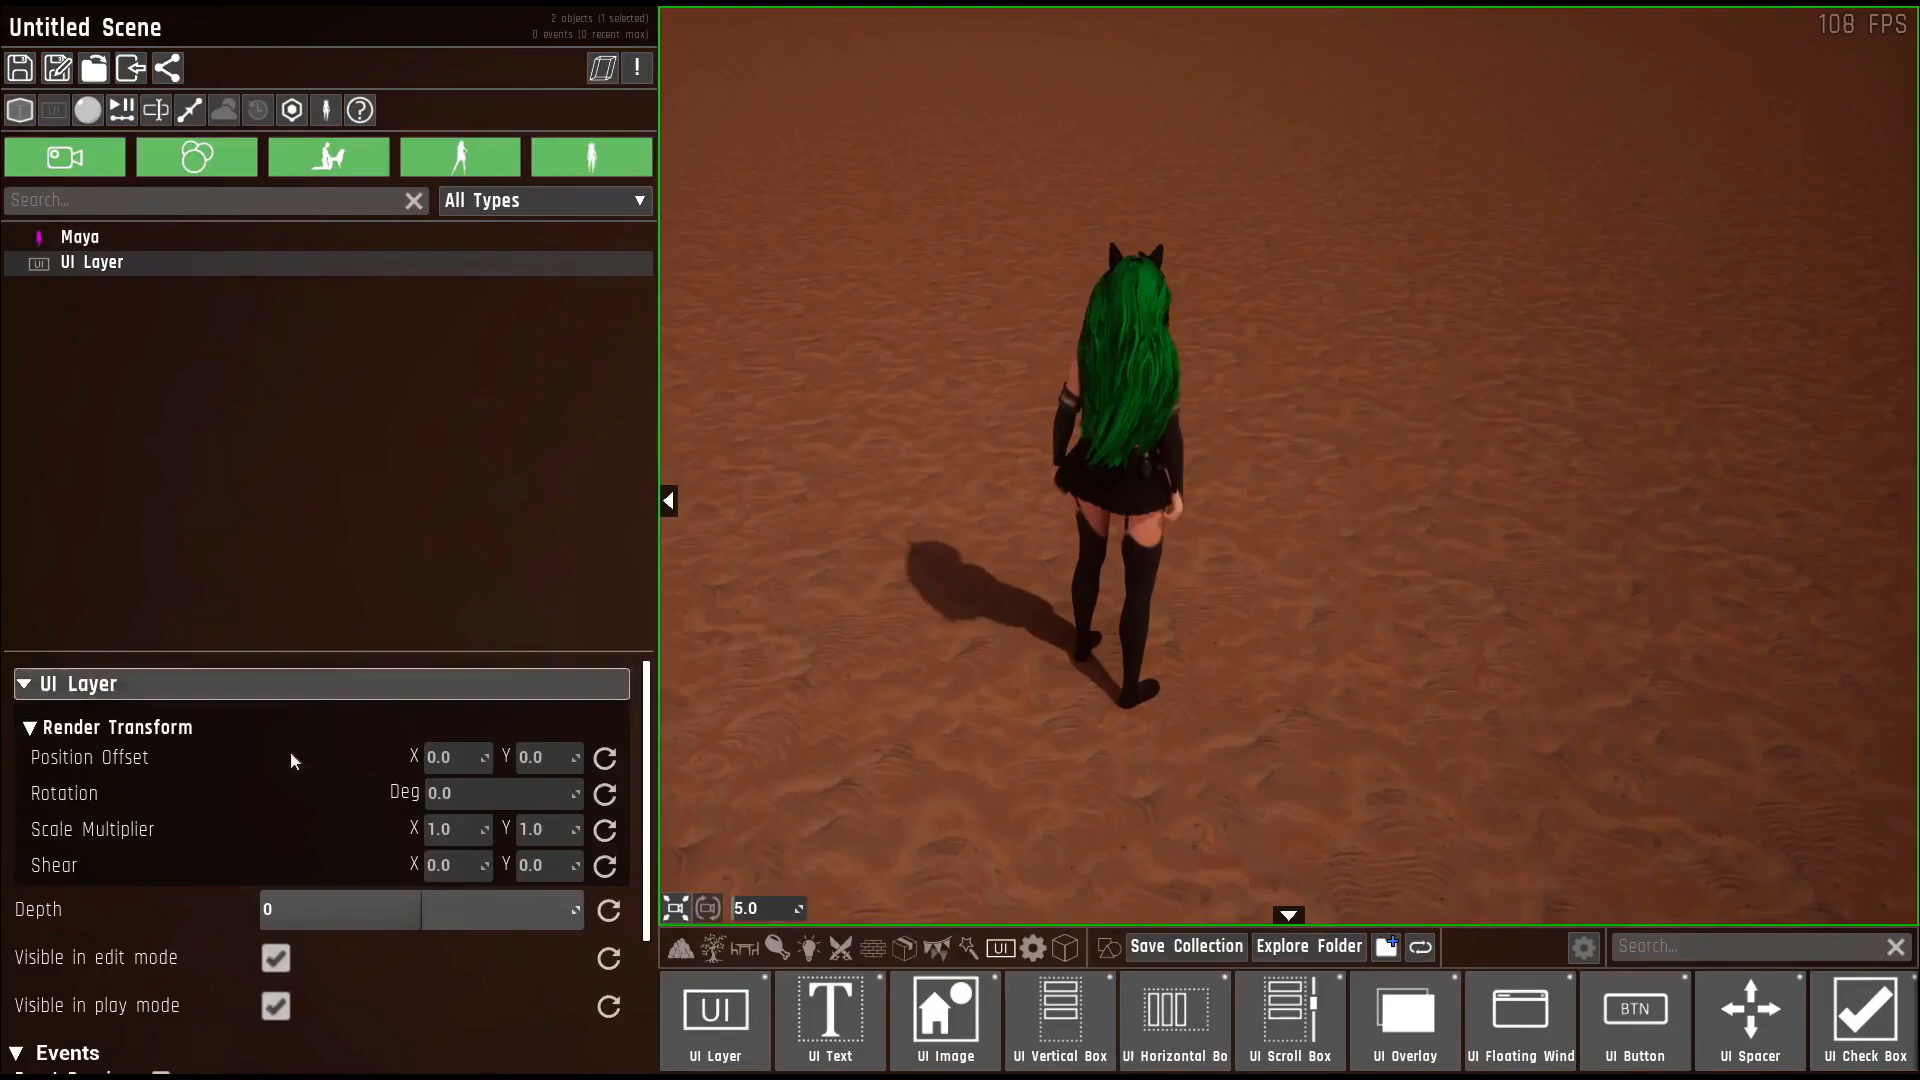 Untitled Scene
2 objects (1 selected)
0 events (0 recent max)
108 FPS
UI
Search...
All Types
Maya
UI
UI Layer
UI Layer
Render Transform
Position Offset X 0.0 Y 0.0
Rotation Deg 0.0
Scale Multiplier X 1.0 Y 1.0
Shear X 0.0 Y 0.0
Depth 0
Visible in edit mode
Visible in play mode
Events
5.0
UI
Save Collection
Explore Folder
Search...
UI
T
BTN
UI Layer
UI Text
UI Image
UI Vertical Box
UI Horizontal Bo
UI Scroll Box
UI Overlay
UI Floating Wind
UI Button
UI Spacer
UI Check Box